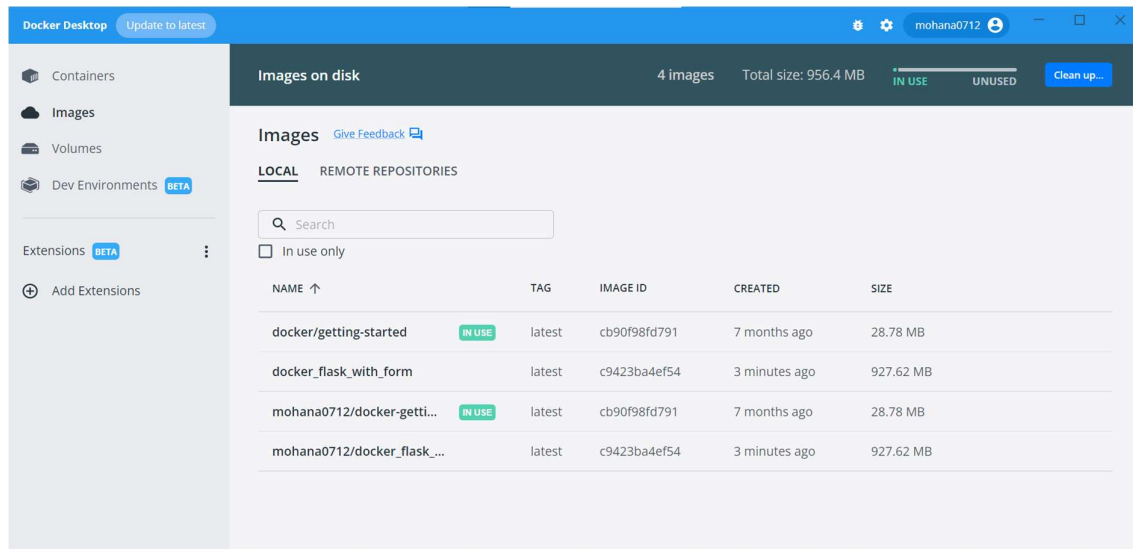 Docker Desktop Update to latest mohana0712
Containers
Images
Volumes
Dev Environments BETA
Extensions BETA
Add Extensions
Images on disk 4 images Total size: 956.4 MB IN USE UNUSED Clean up...
Images Give Feedback
LOCAL REMOTE REPOSITORIES
Search
In use only
NAME TAG IMAGE ID CREATED SIZE
docker/getting-started IN USE latest cb90f98fd791 7 months ago 28.78 MB
docker_flask_with_form latest c9423ba4ef54 3 minutes ago 927.62 MB
mohana0712/docker-getti... IN USE latest cb90f98fd791 7 months ago 28.78 MB
mohana0712/docker_flask_... latest c9423ba4ef54 3 minutes ago 927.62 MB